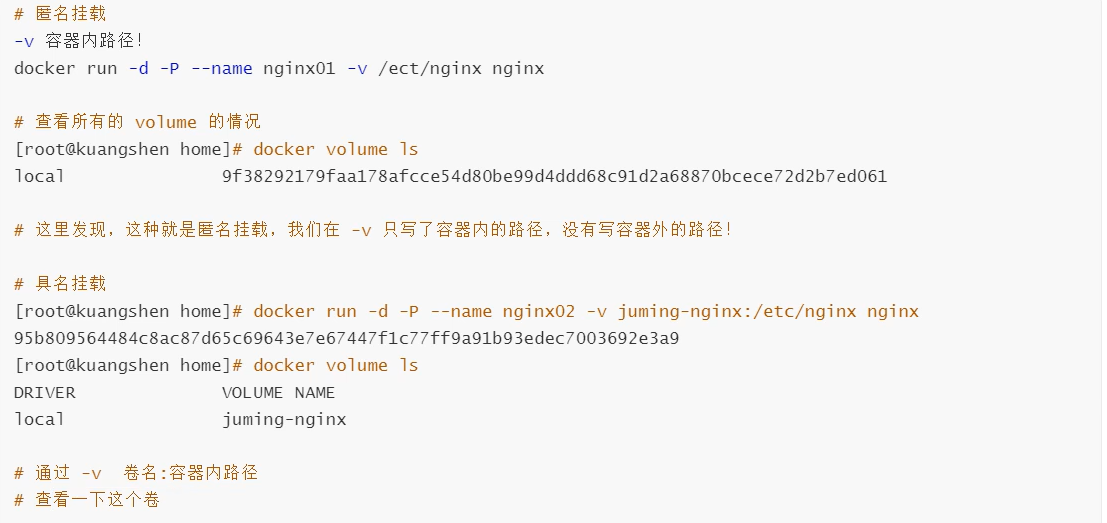 # 匿名挂载
-v 容器内路径!
docker run -d -P --name nginx01 -v /ect/nginx nginx
# 查看所有的 volume 的情况
[root@kuangshen home]# docker volume ls
local 9f38292179faa178afcce54d80be99d4ddd68c91d2a68870bcece72d2b7ed061
# 这里发现，这种就是匿名挂载，我们在 -v 只写了容器内的路径，没有写容器外的路径!
# 具名挂载
[root@kuangshen home]# docker run -d -P --name nginx02 -v juming-nginx:/etc/nginx nginx
95b809564484c8ac87d65c69643e7e67447f1c77ff9a91b93edec7003692e3a9
[root@kuangshen home]# docker volume ls
DRIVER VOLUME NAME
local juming-nginx
# 通过 -v 卷名:容器内路径
# 查看一下这个卷